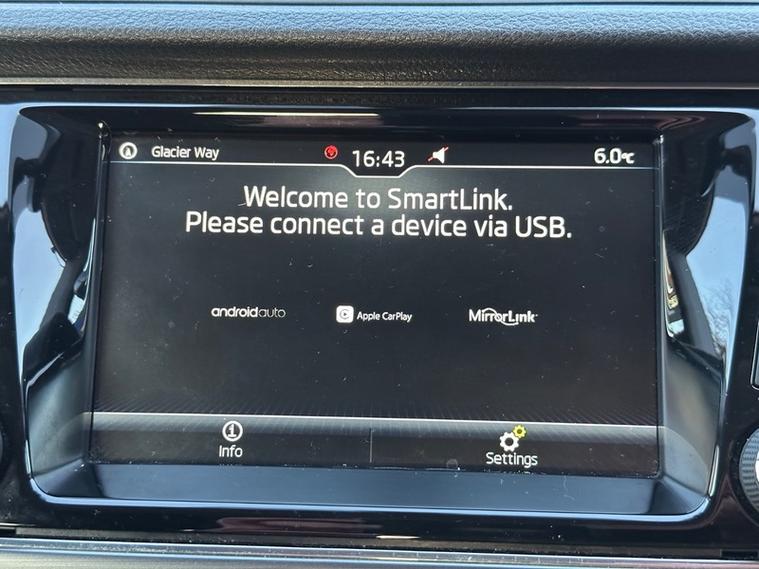 Glacier Way
16:43
6.0°C
Welcome to SmartLink.
Please connect a device via USB.
androidauto
Apple CarPlay
MirrorLink
Info
Settings